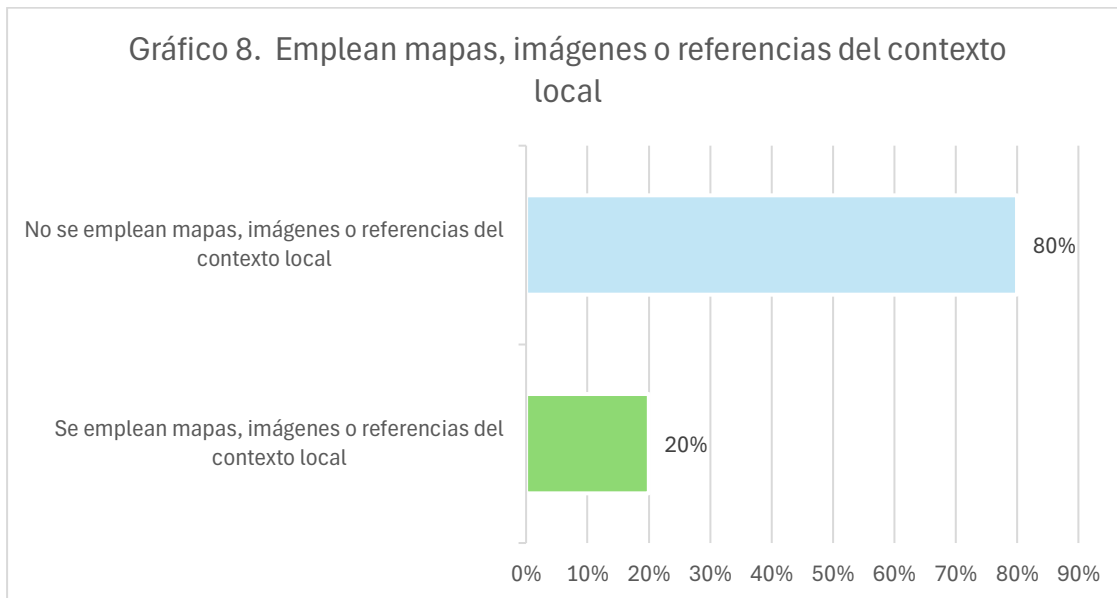 Gráfico 8.  Emplean mapas, imágenes o referencias del contexto
local
No se emplean mapas, imágenes o referencias del
contexto local
80%
Se emplean mapas, imágenes o referencias del
contexto local
20%
0% 10% 20% 30% 40% 50% 60% 70% 80% 90%